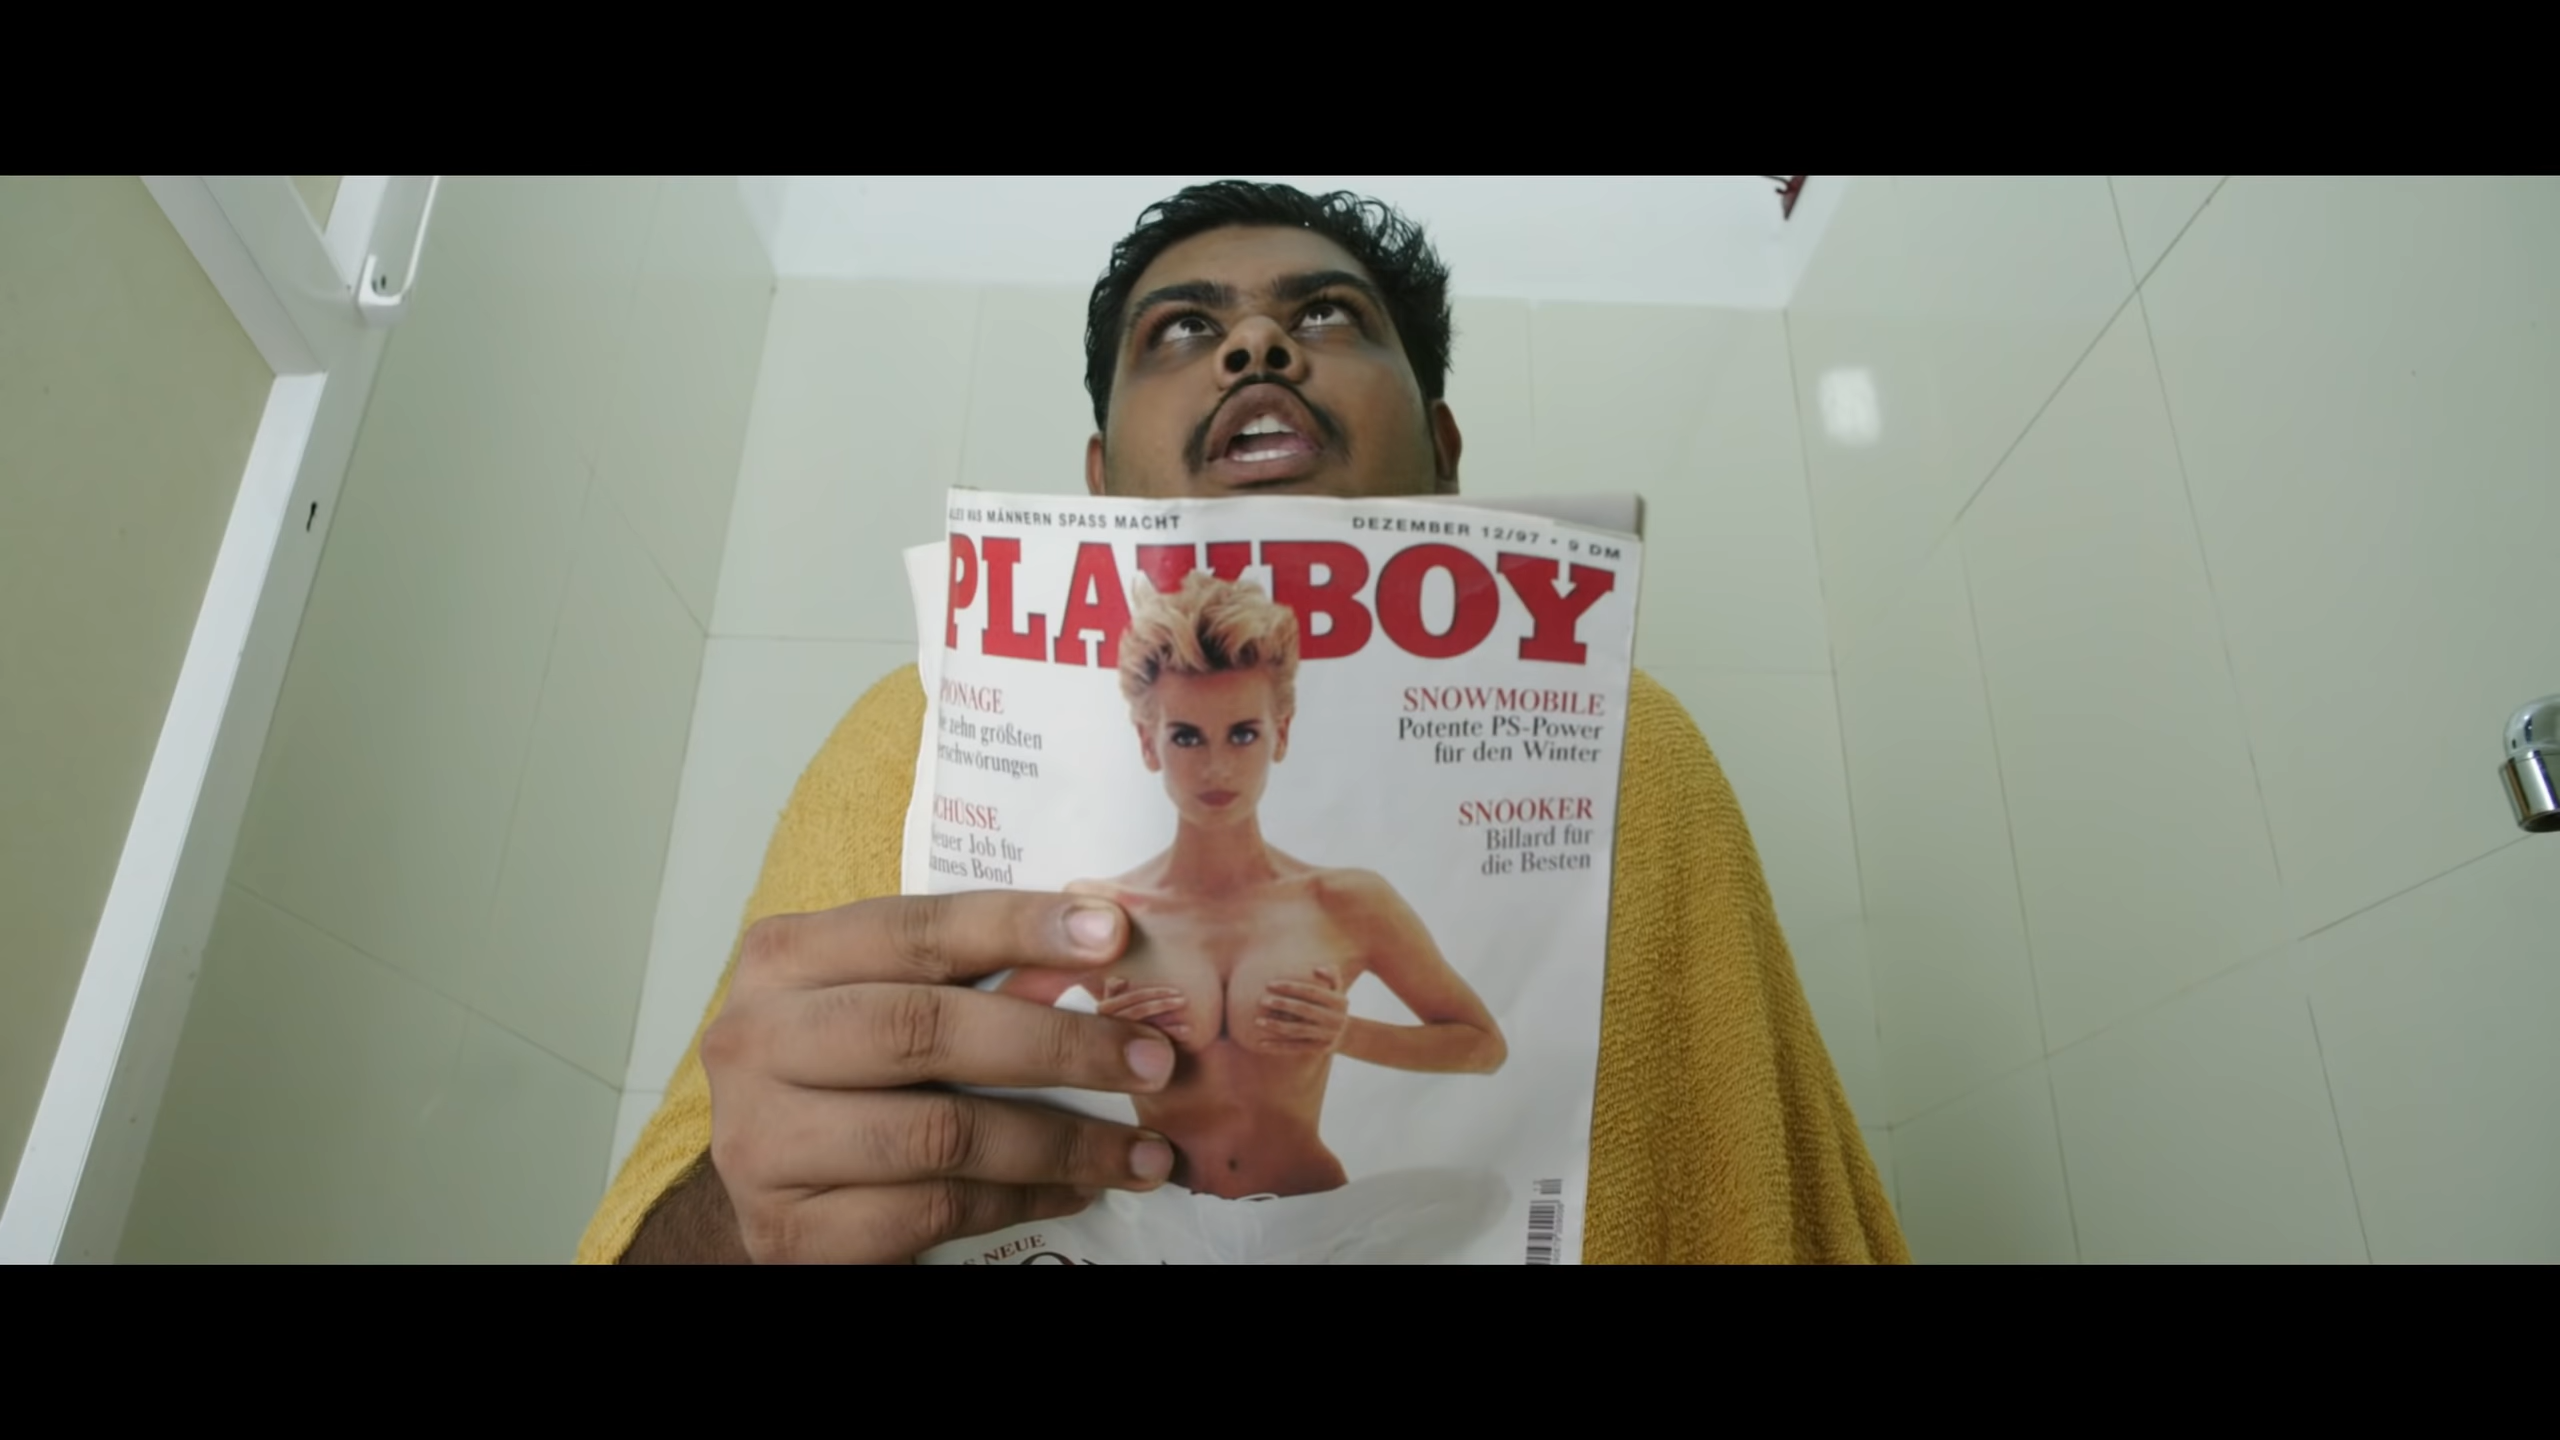 MÄNNERN SPASS MACHT
DEZEMBER 12/97 • 9 DM
PLAYBOY
zehn größten
SNOWMOBILE
Potente PS-Power
für den Winter
Job für
Bond
SNOOKER
Billard für
die Besten
NEUE